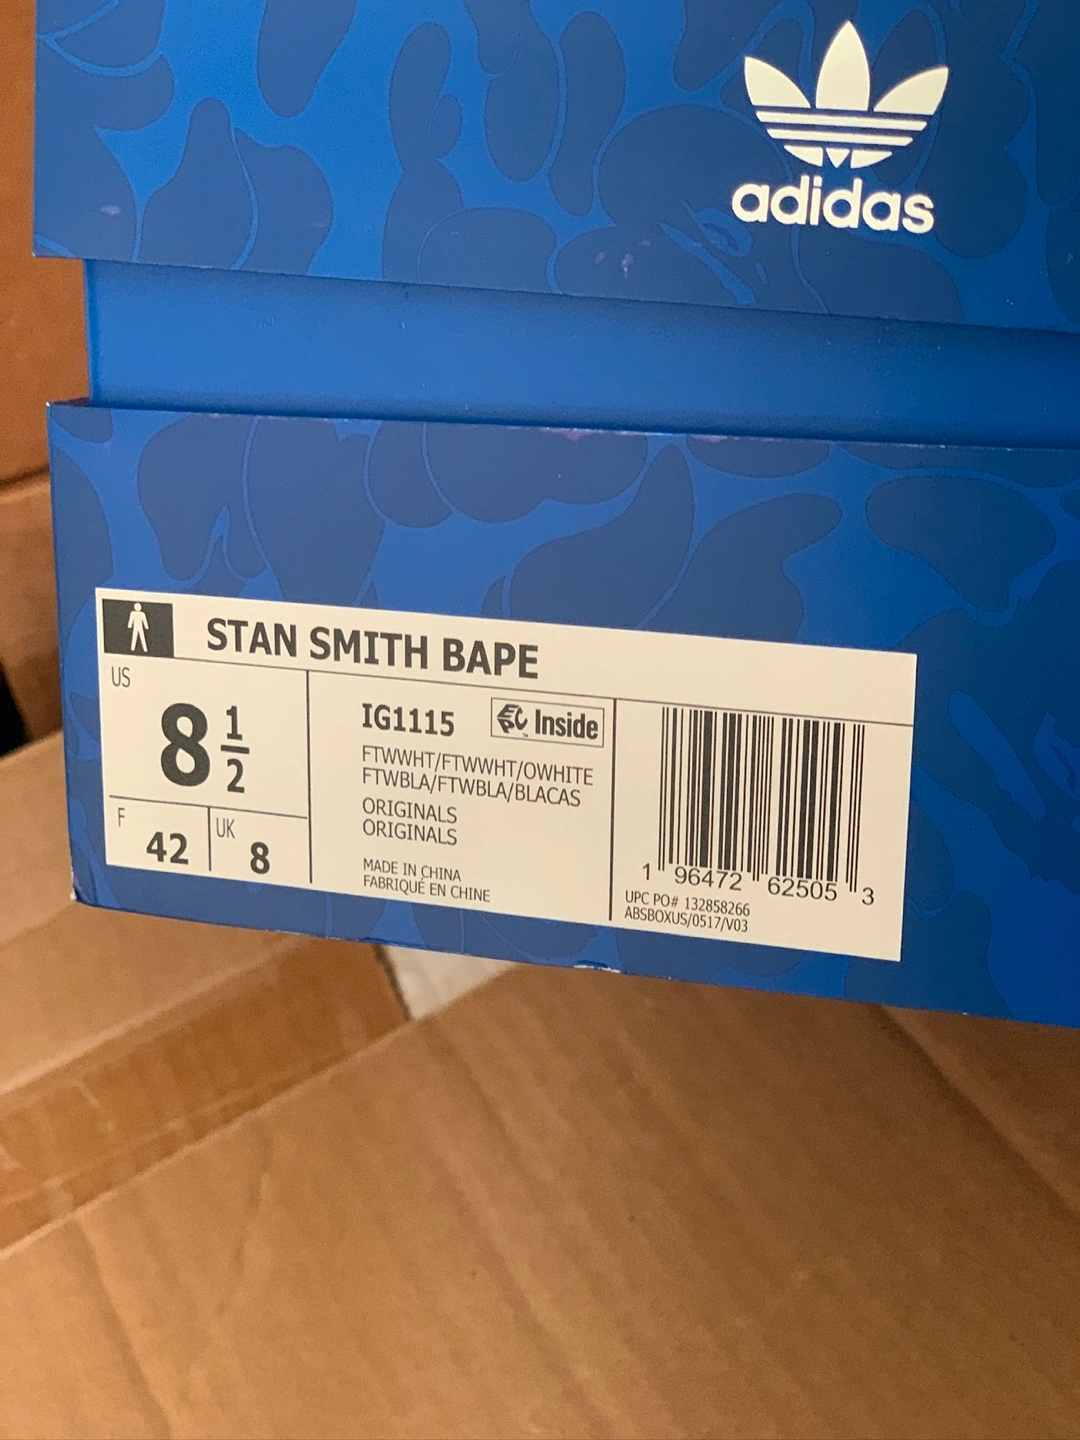 adidas
STAN SMITH BAPE
US
8 1/2
F 42
UK 8
IG1115
EPC Inside
FTWWHT/FTWWHT/OWHITE
FTWBLA/FTWBLA/BLACAS
ORIGINALS
ORIGINALS
MADE IN CHINA
FABRIQUÉ EN CHINE
1 96472 62505 3
UPC PO# 132858266
ABSBOXUS/0517/V03